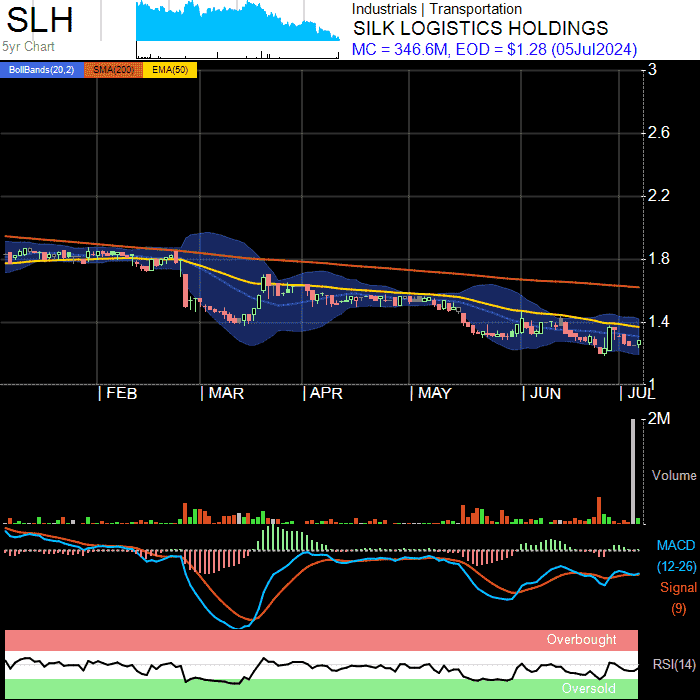 SLH
5yr Chart
Industrials | Transportation
SILK LOGISTICS HOLDINGS
MC = 346.6M, EOD = $1.28 (05Jul2024)
BollBands(20,2) SMA(200) EMA(50)
3
2.6
2.2
1.8
1.4
1
| FEB | MAR | APR | MAY | JUN | JUL
2M
Volume
MACD
(12-26)
Signal
(9)
Overbought
RSI(14)
Oversold